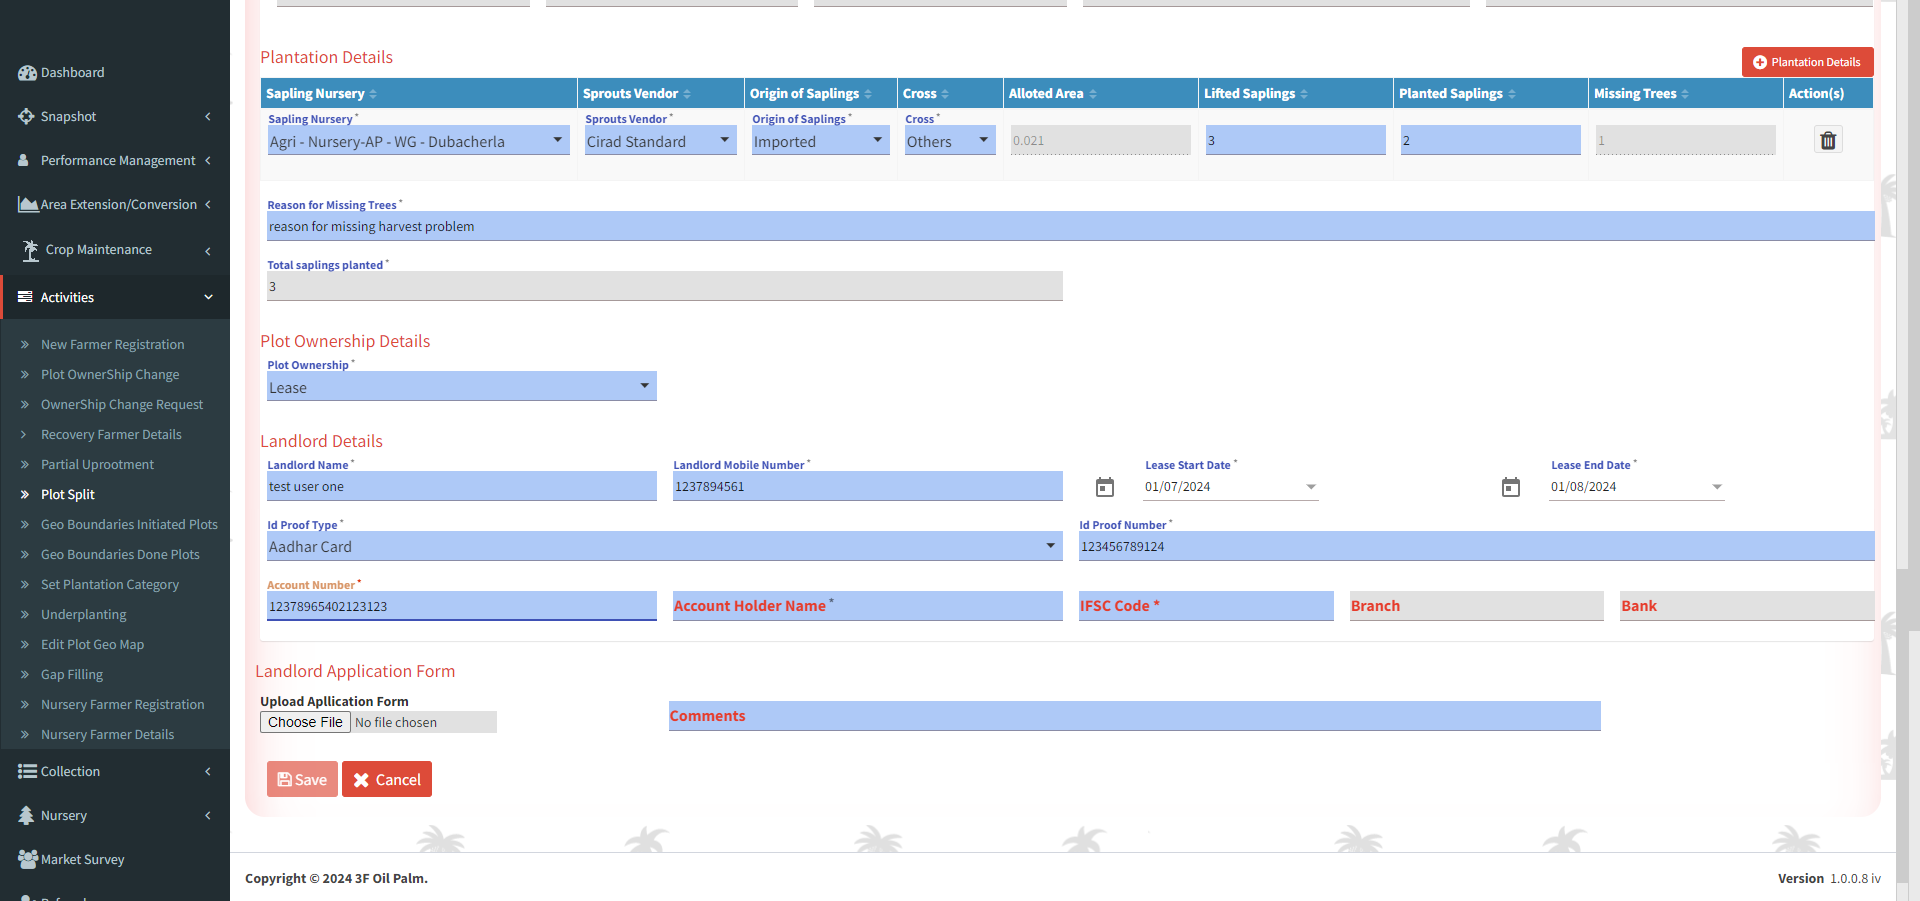 Dashboard
Snapshot
Performance Management
Area Extension/Conversion
Crop Maintenance
Activities
New Farmer Registration
Plot OwnerShip Change
OwnerShip Change Request
Recovery Farmer Details
Partial Uprootment
Plot Split
Geo Boundaries Initiated Plots
Geo Boundaries Done Plots
Set Plantation Category
Underplanting
Edit Plot Geo Map
Gap Filling
Nursery Farmer Registration
Nursery Farmer Details
Collection
Nursery
Market Survey
Plantation Details
Plantation Details
Sapling Nursery Sprouts Vendor Origin of Saplings Cross Alloted Area Lifted Saplings Planted Saplings Missing Trees Action(s)
Sapling Nursery * Sprouts Vendor * Origin of Saplings * Cross *
Agri - Nursery-AP - WG - Dubacherla Cirad Standard Imported Others 0.021 3 2 1
Reason for Missing Trees *
reason for missing harvest problem
Total saplings planted *
3
Plot Ownership Details
Plot Ownership *
Lease
Landlord Details
Landlord Name * Landlord Mobile Number * Lease Start Date * Lease End Date *
test user one 1237894561 01/07/2024 01/08/2024
Id Proof Type * Id Proof Number *
Aadhar Card 123456789124
Account Number *
12378965402123123 Account Holder Name * IFSC Code * Branch Bank
Landlord Application Form
Upload Apllication Form
Choose File No file chosen Comments
Save Cancel
Copyright © 2024 3F Oil Palm. Version 1.0.0.8 iv